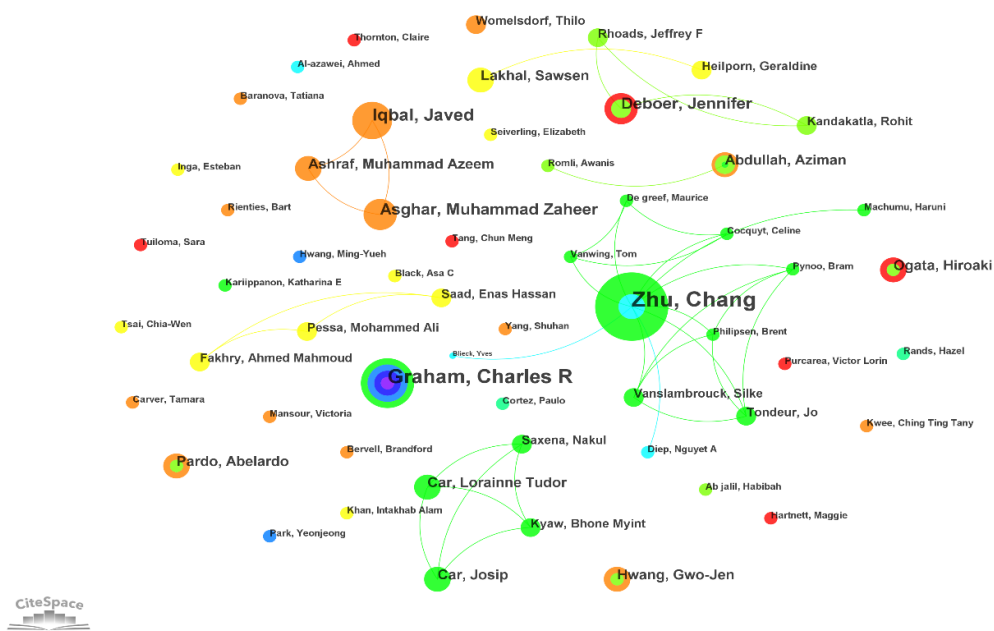 Womelsdorf, Thilo
Rhoads, Jeffrey F
Thornton, Claire
Al-azawei, Ahmed
Heilporn, Geraldine
Lakhal, Sawsen
Baranova, Tatiana
Deboer, Jennifer
Iqbal, Javed
Kandakatla, Rohit
Seiverling, Elizabeth
Abdullah, Aziman
Romli, Awanis
Ashraf, Muhammad Azeem
Inga, Esteban
De greef, Maurice
Rienties, Bart
Asghar, Muhammad Zaheer
Machumu, Haruni
Cocquyt, Celine
Tuiloma, Sara
Tang, Chun Meng
Hwang, Ming-Yueh
Vanwing, Tom
Ogata, Hiroaki
Pynoo, Bram
Black, Asa C
Kariippanon, Katharina E
Saad, Enas Hassan
Zhu, Chang
Tsai, Chia-Wen
Pessa, Mohammed Ali
Yang, Shuhan
Philipsen, Brent
Fakhry, Ahmed Mahmoud
Blieck, Yves
Rands, Hazel
Purcarea, Victor Lorin
Graham, Charles R
Vanslambrouck, Silke
Carver, Tamara
Cortez, Paulo
Mansour, Victoria
Tondeur, Jo
Kwee, Ching Ting Tany
Saxena, Nakul
Bervell, Brandford
Diep, Nguyet A
Pardo, Abelardo
Car, Lorainne Tudor
Ab jalil, Habibah
Khan, Intakhab Alam
Hartnett, Maggie
Kyaw, Bhone Myint
Park, Yeonjeong
Car, Josip
Hwang, Gwo-Jen
CiteSpace